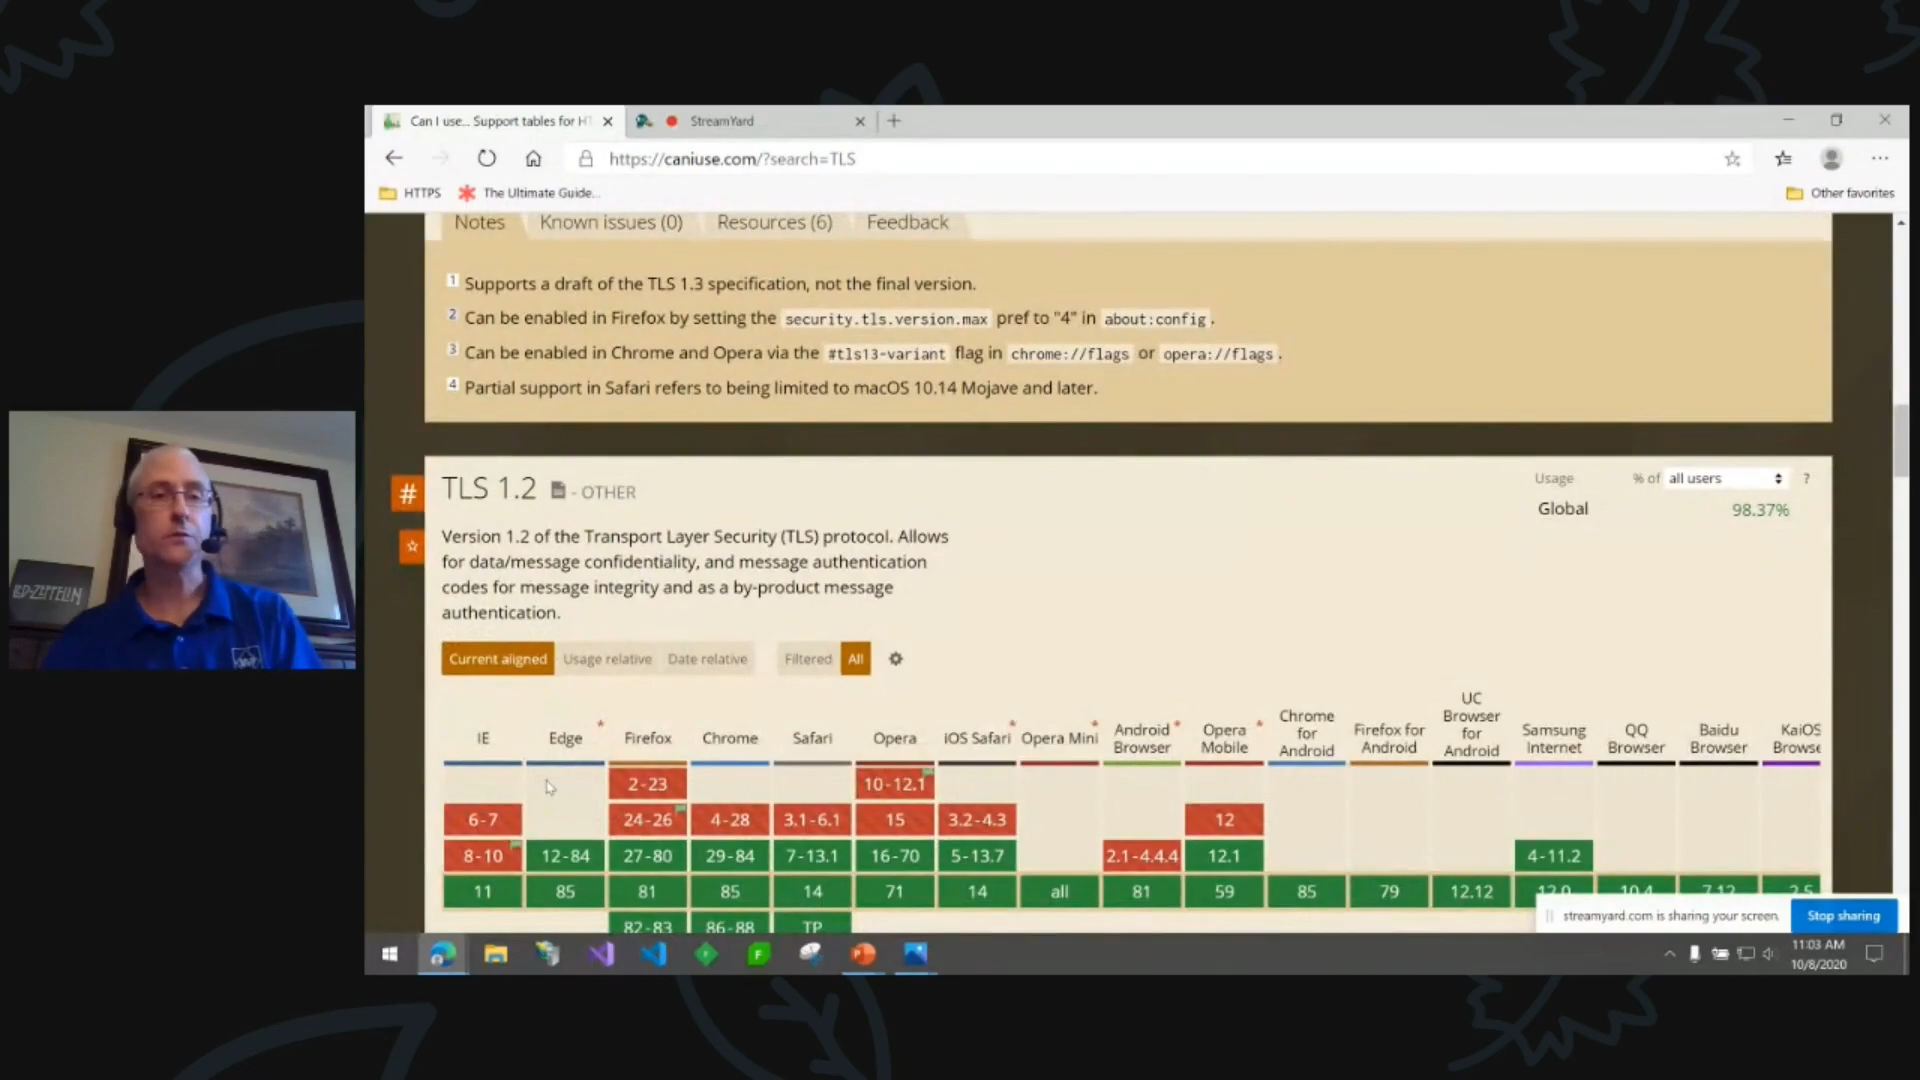 Can I use... Support tables for HT
StreamYard
https://caniuse.com/?search=TLS
HTTPS
The Ultimate Guide...
Other favorites
Notes
Known issues (0)
Resources (6)
Feedback
1 Supports a draft of the TLS 1.3 specification, not the final version.
2 Can be enabled in Firefox by setting the security.tls.version.max pref to "4" in about:config.
3 Can be enabled in Chrome and Opera via the #tls13-variant flag in chrome://flags or opera://flags.
4 Partial support in Safari refers to being limited to macOS 10.14 Mojave and later.
#
TLS 1.2 - OTHER
Usage % of all users ?
Global 98.37%
Version 1.2 of the Transport Layer Security (TLS) protocol. Allows
for data/message confidentiality, and message authentication
codes for message integrity and as a by-product message
authentication.
Current aligned Usage relative Date relative Filtered All
IE Edge * Firefox Chrome Safari Opera iOS Safari * Opera Mini * Android Browser * Opera Mobile * Chrome for Android Firefox for Android UC Browser for Android Samsung Internet QQ Browser Baidu Browser KaiOS Browse
2-23 10-12.1
6-7 24-26 4-28 3.1-6.1 15 3.2-4.3 12
8-10 12-84 27-80 29-84 7-13.1 16-70 5-13.7 2.1-4.4.4 12.1 4-11.2
11 85 81 85 14 71 14 all 81 59 85 79 12.12 12.0 10.4 7.12 2.5
82-83 86-88 TP
streamyard.com is sharing your screen.
Stop sharing
11:03 AM
10/8/2020
LED-ZEPPELIN